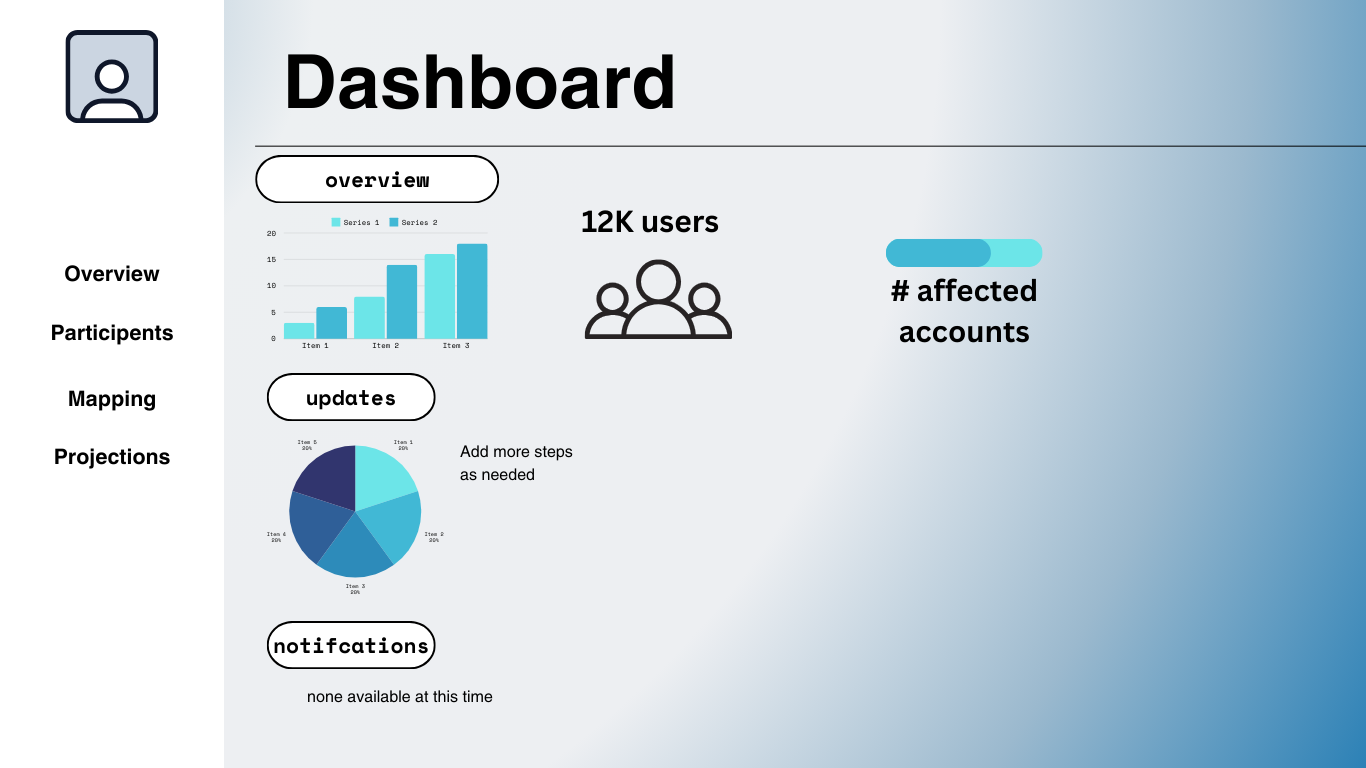 Dashboard
Overview
Participants
Mapping
Projections
overview
Series 1 Series 2
20
15
10
5
0
Item 1 Item 2 Item 3
12K users
# affected
accounts
updates
Item 5
20%
Item 1
20%
Item 4
20%
Item 2
20%
Item 3
20%
Add more steps
as needed
notifcations
none available at this time